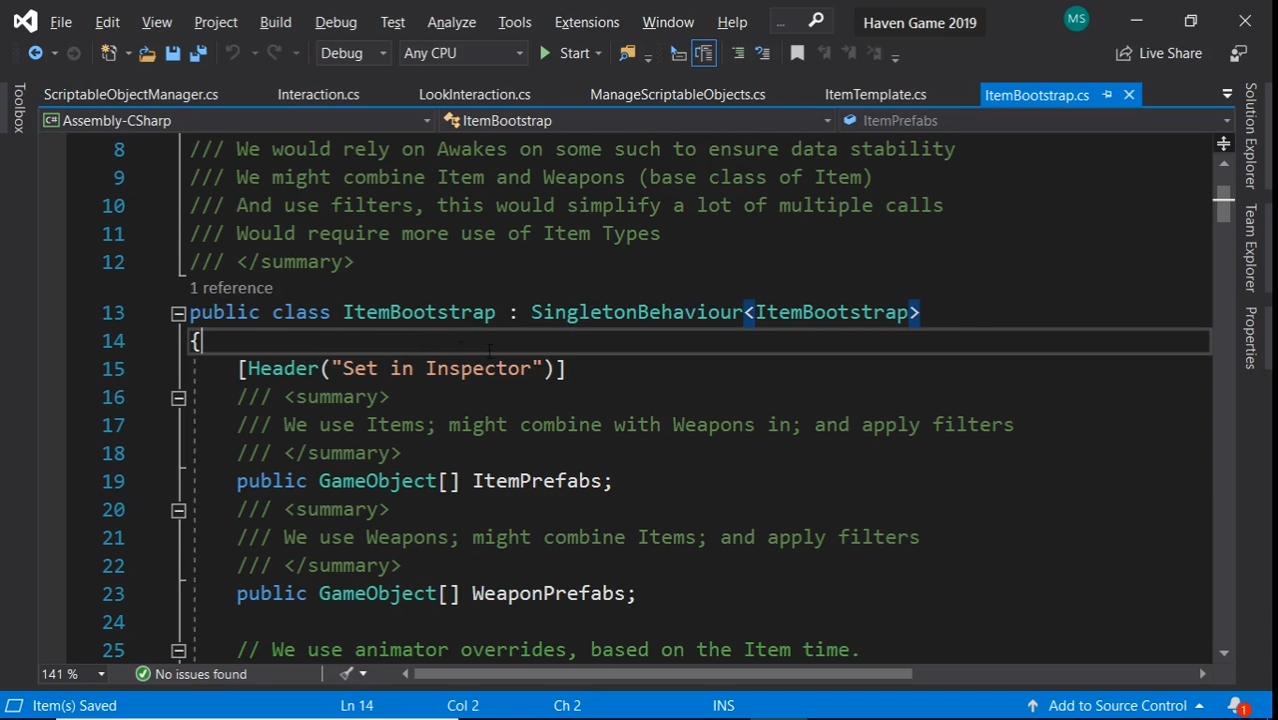 File Edit View Project Build Debug Test Analyze Tools Extensions Window Help ... Haven Game 2019 MS
Debug Any CPU Start Live Share
ScriptableObjectManager.cs Interaction.cs LookInteraction.cs ManageScriptableObjects.cs ItemTemplate.cs ItemBootstrap.cs
Assembly-CSharp ItemBootstrap ItemPrefabs
Toolbox
Solution Explorer
Team Explorer
Properties
8 /// We would rely on Awakes on some such to ensure data stability
9 /// We might combine Item and Weapons (base class of Item)
10 /// And use filters, this would simplify a lot of multiple calls
11 /// Would require more use of Item Types
12 /// </summary>
1 reference
13 public class ItemBootstrap : SingletonBehaviour<ItemBootstrap>
14 {
15 [Header("Set in Inspector")]
16 /// <summary>
17 /// We use Items; might combine with Weapons in; and apply filters
18 /// </summary>
19 public GameObject[] ItemPrefabs;
20 /// <summary>
21 /// We use Weapons; might combine Items; and apply filters
22 /// </summary>
23 public GameObject[] WeaponPrefabs;
24
25 // We use animator overrides, based on the Item time.
141 % No issues found
Item(s) Saved Ln 14 Col 2 Ch 2 INS Add to Source Control 1